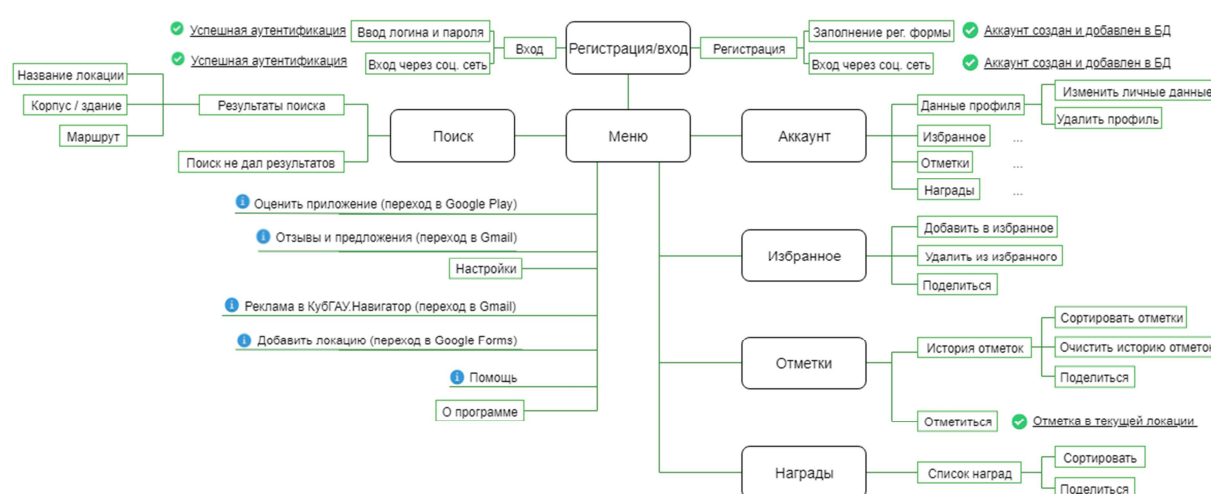 Успешная аутентификация
Ввод логина и пароля
Вход
Регистрация/вход
Регистрация
Заполнение рег. формы
Аккаунт создан и добавлен в БД
Успешная аутентификация
Вход через соц. сеть
Вход через соц. сеть
Аккаунт создан и добавлен в БД
Название локации
Корпус / здание
Маршрут
Результаты поиска
Поиск не дал результатов
Поиск
Меню
Аккаунт
Данные профиля
Изменить личные данные
Удалить профиль
Избранное ...
Отметки ...
Награды ...
Оценить приложение (переход в Google Play)
Отзывы и предложения (переход в Gmail)
Настройки
Реклама в КубГАУ.Навигатор (переход в Gmail)
Добавить локацию (переход в Google Forms)
Помощь
О программе
Избранное
Добавить в избранное
Удалить из избранного
Поделиться
Отметки
История отметок
Сортировать отметки
Очистить историю отметок
Поделиться
Отметиться
Отметка в текущей локации
Награды
Список наград
Сортировать
Поделиться